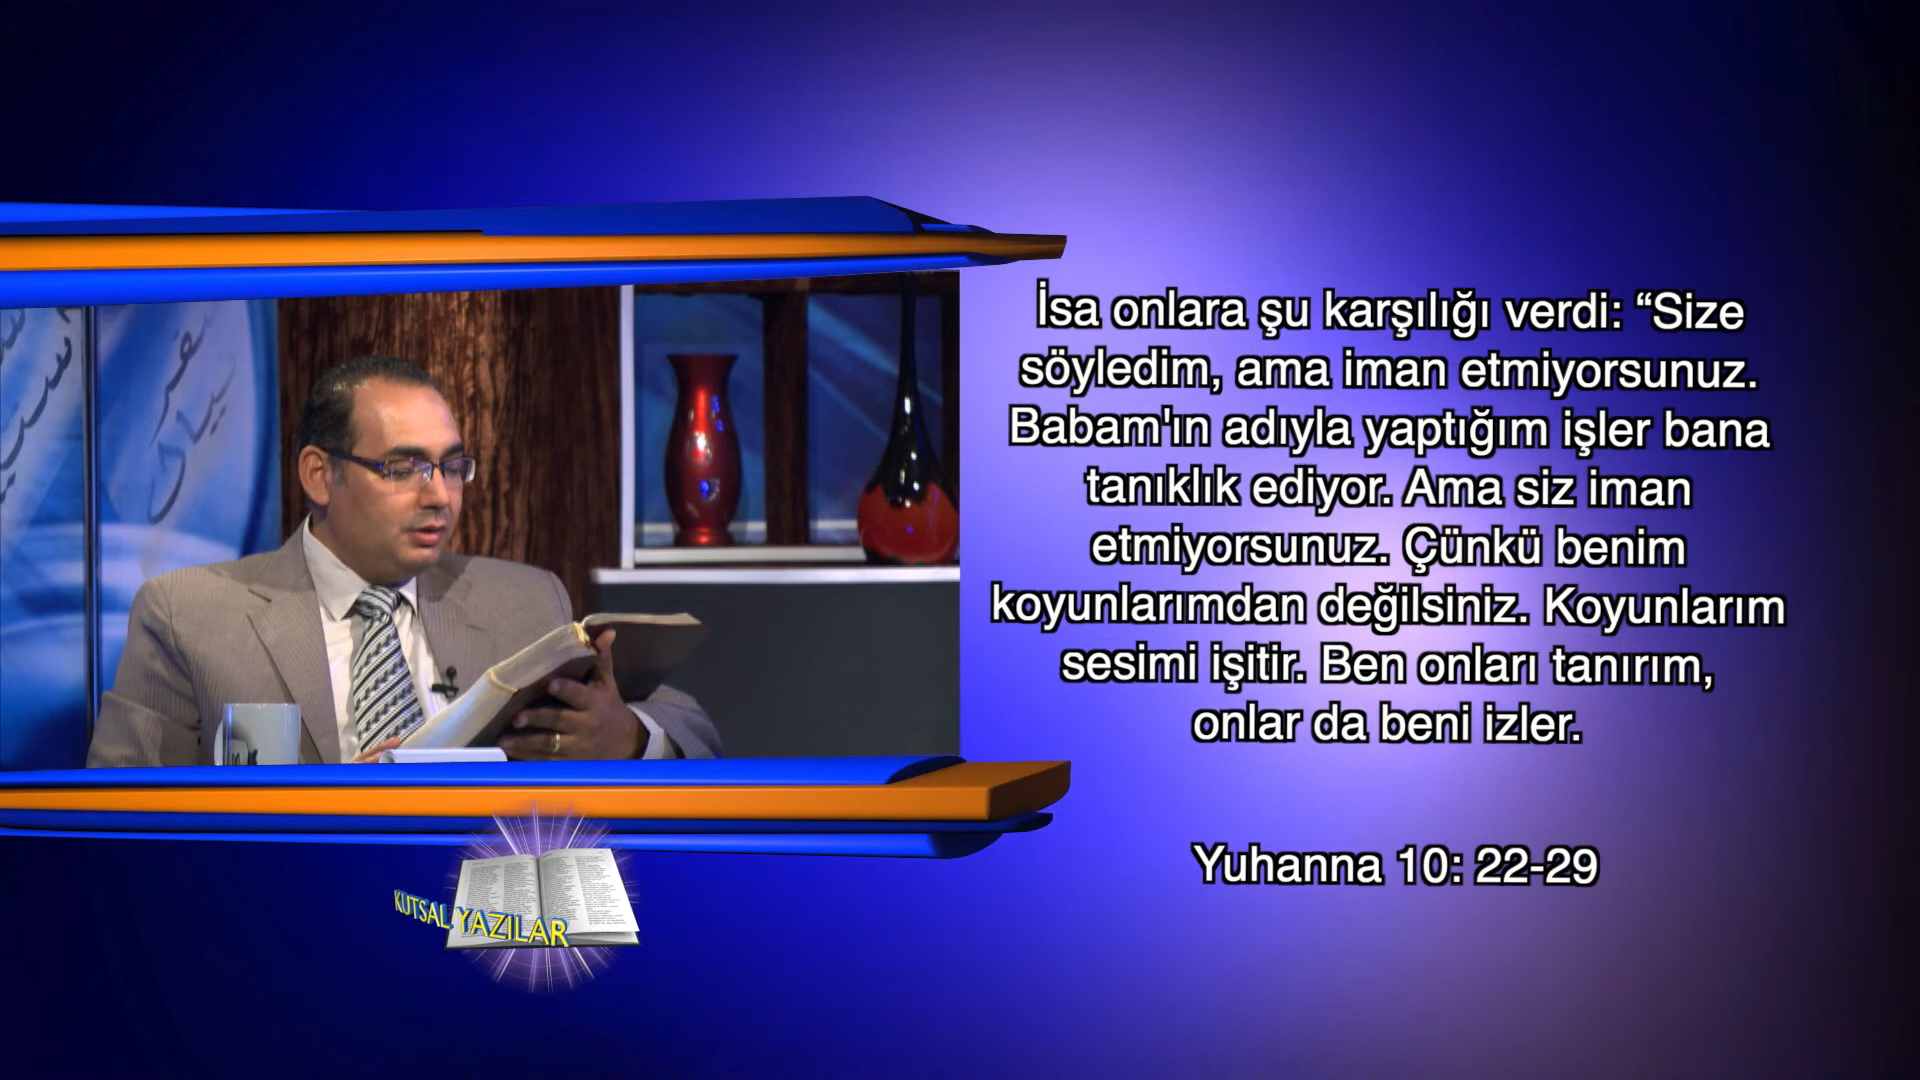 İsa onlara şu karşılığı verdi: “Size
söyledim, ama iman etmiyorsunuz.
Babam'ın adıyla yaptığım işler bana
tanıklık ediyor. Ama siz iman
etmiyorsunuz. Çünkü benim
koyunlarımdan değilsiniz. Koyunlarım
sesimi işitir. Ben onları tanırım,
onlar da beni izler.
Yuhanna 10: 22-29
KUTSAL YAZILAR